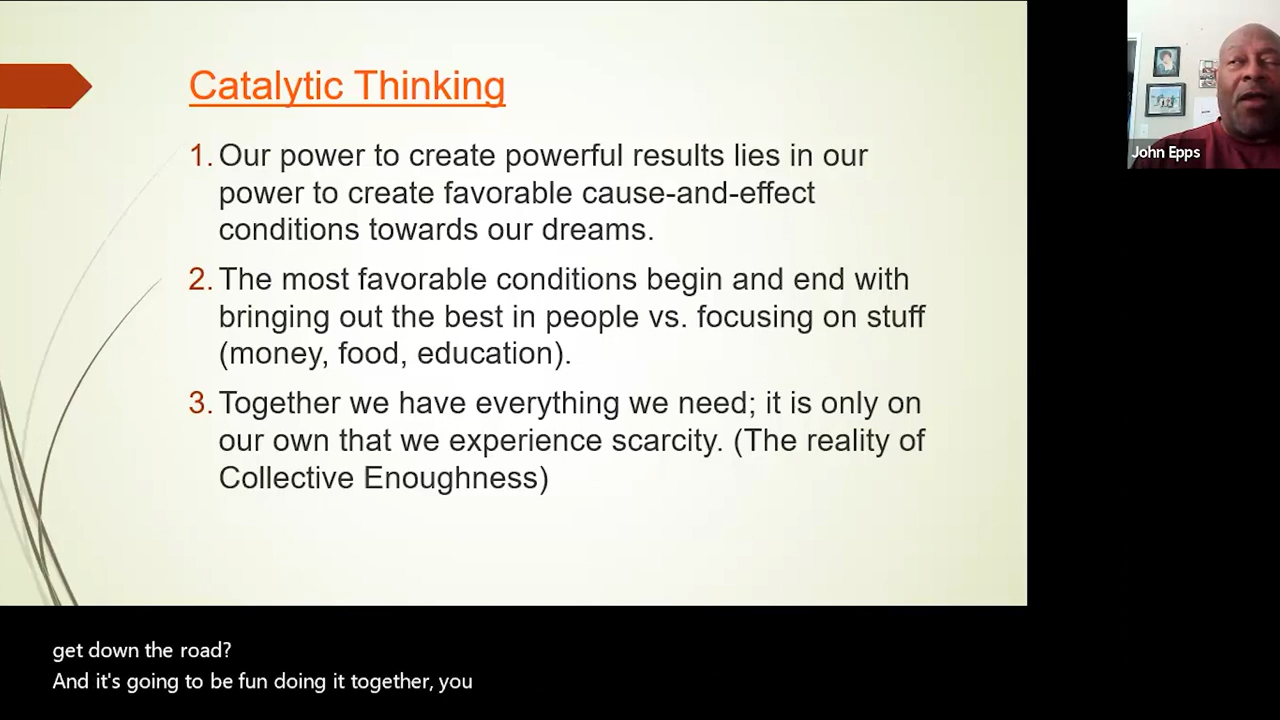 Catalytic Thinking
1. Our power to create powerful results lies in our
power to create favorable cause-and-effect
conditions towards our dreams.
2. The most favorable conditions begin and end with
bringing out the best in people vs. focusing on stuff
(money, food, education).
3. Together we have everything we need; it is only on
our own that we experience scarcity. (The reality of
Collective Enoughness)
John Epps
get down the road?
And it's going to be fun doing it together, you